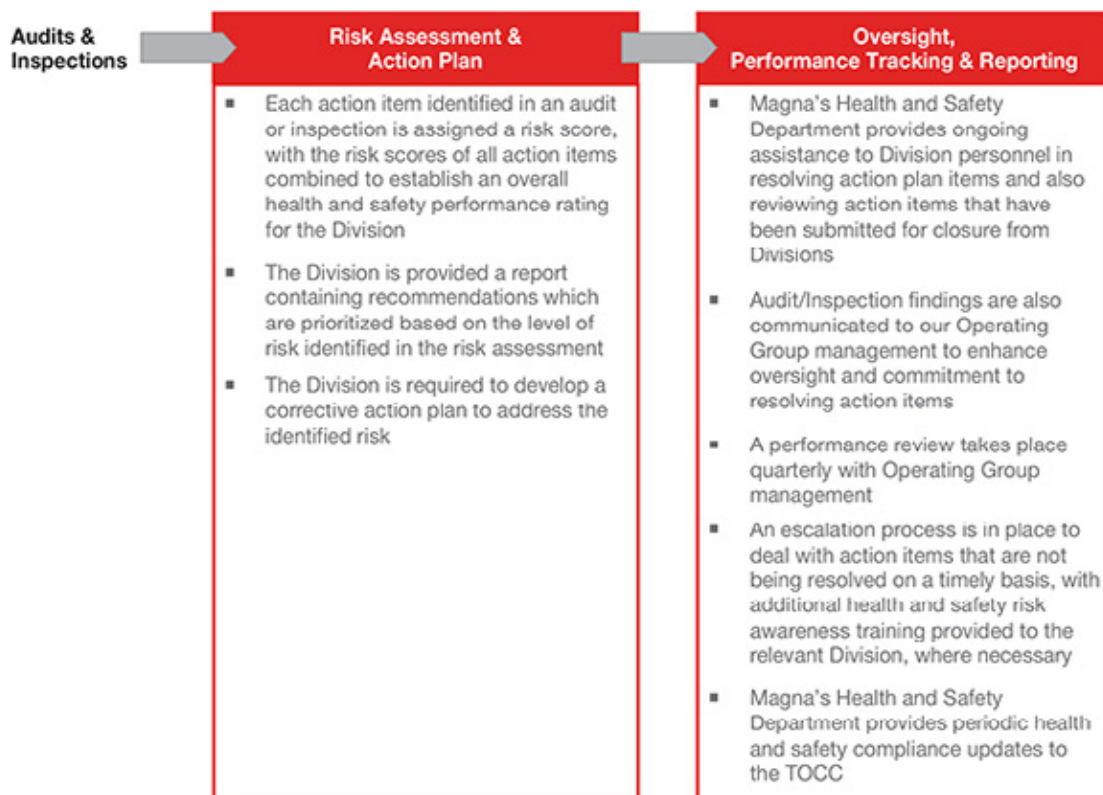 Audits &
Inspections
Risk Assessment &
Action Plan
▪ Each action item identified in an audit
or inspection is assigned a risk score,
with the risk scores of all action items
combined to establish an overall
health and safety performance rating
for the Division
▪ The Division is provided a report
containing recommendations which
are prioritized based on the level of
risk identified in the risk assessment
▪ The Division is required to develop a
corrective action plan to address the
identified risk
Oversight,
Performance Tracking & Reporting
▪ Magna's Health and Safety
Department provides ongoing
assistance to Division personnel in
resolving action plan items and also
reviewing action items that have
been submitted for closure from
Divisions
▪ Audit/Inspection findings are also
communicated to our Operating
Group management to enhance
oversight and commitment to
resolving action items
▪ A performance review takes place
quarterly with Operating Group
management
▪ An escalation process is in place to
deal with action items that are not
being resolved on a timely basis, with
additional health and safety risk
awareness training provided to the
relevant Division, where necessary
▪ Magna's Health and Safety
Department provides periodic health
and safety compliance updates to
the TOCC